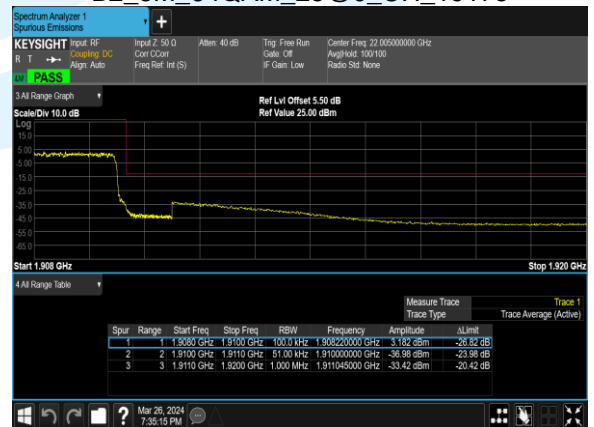 Spectrum Analyzer 1
Spurious Emissions
KEYSIGHT Input: RF Input Z: 50 Ω Atten: 40 dB Trig: Free Run Center Freq: 22.005000000 GHz
R T Coupling: DC Corr CCorr Gate: Off Avg|Hold: 100/100
Align: Auto Freq Ref: Int (S) IF Gain: Low Radio Std: None
LV PASS
3 All Range Graph
Ref Lvl Offset 5.50 dB
Scale/Div 10.0 dB Ref Value 25.00 dBm
Log
15.0
5.00
-5.00
-15.0
-25.0
-35.0
-45.0
-55.0
-65.0
Start 1.908 GHz Stop 1.920 GHz
4 All Range Table
Measure Trace Trace 1
Trace Type Trace Average (Active)
Spur Range Start Freq Stop Freq RBW Frequency Amplitude ΔLimit
1 1 1.9080 GHz 1.9100 GHz 100.0 kHz 1.908220000 GHz 3.182 dBm -26.82 dB
2 2 1.9100 GHz 1.9110 GHz 51.00 kHz 1.910000000 GHz -36.98 dBm -23.98 dB
3 3 1.9110 GHz 1.9200 GHz 1.000 MHz 1.911045000 GHz -33.42 dBm -20.42 dB
Mar 26, 2024
7:35:15 PM